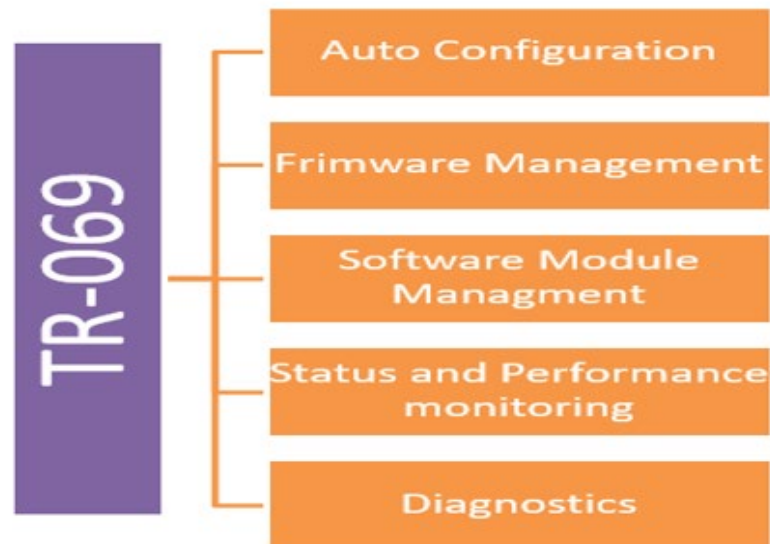 TR-069
Auto Configuration
Frimware Management
Software Module
Managment
Status and Performance
monitoring
Diagnostics